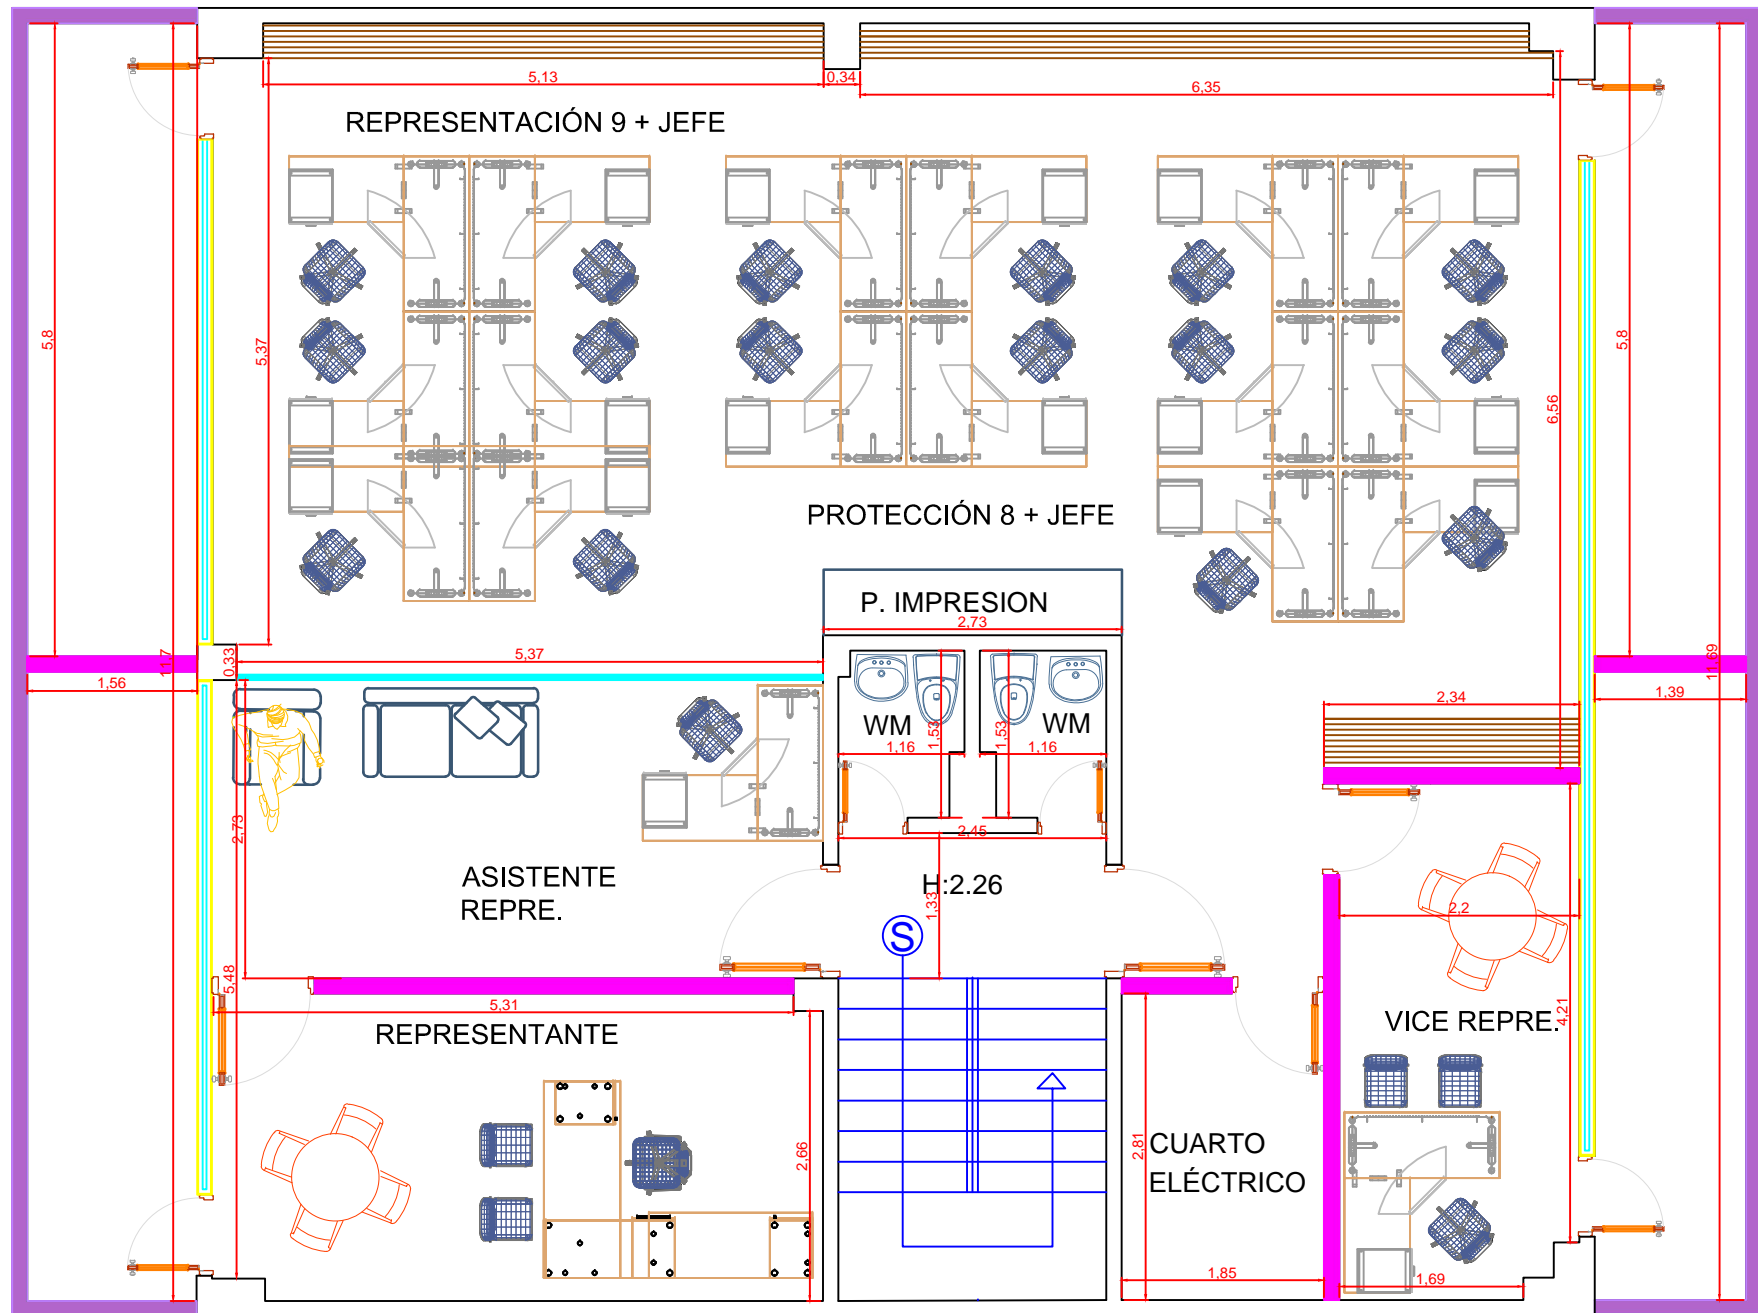 5,13
0,34
6,35
REPRESENTACIÓN 9 + JEFE
5,8
5,37
5,8
6,56
PROTECCIÓN 8 + JEFE
P. IMPRESION
2,73
5,37
0,33
11,7
11,69
1,56
1,39
2,34
WM
WM
1,53
1,53
1,16
1,16
2,73
2,45
ASISTENTE
REPRE.
H:2.26
1,33
2,2
S
5,48
5,31
REPRESENTANTE
VICE REPRE.
4,21
2,66
2,81
CUARTO
ELÉCTRICO
1,85
1,69